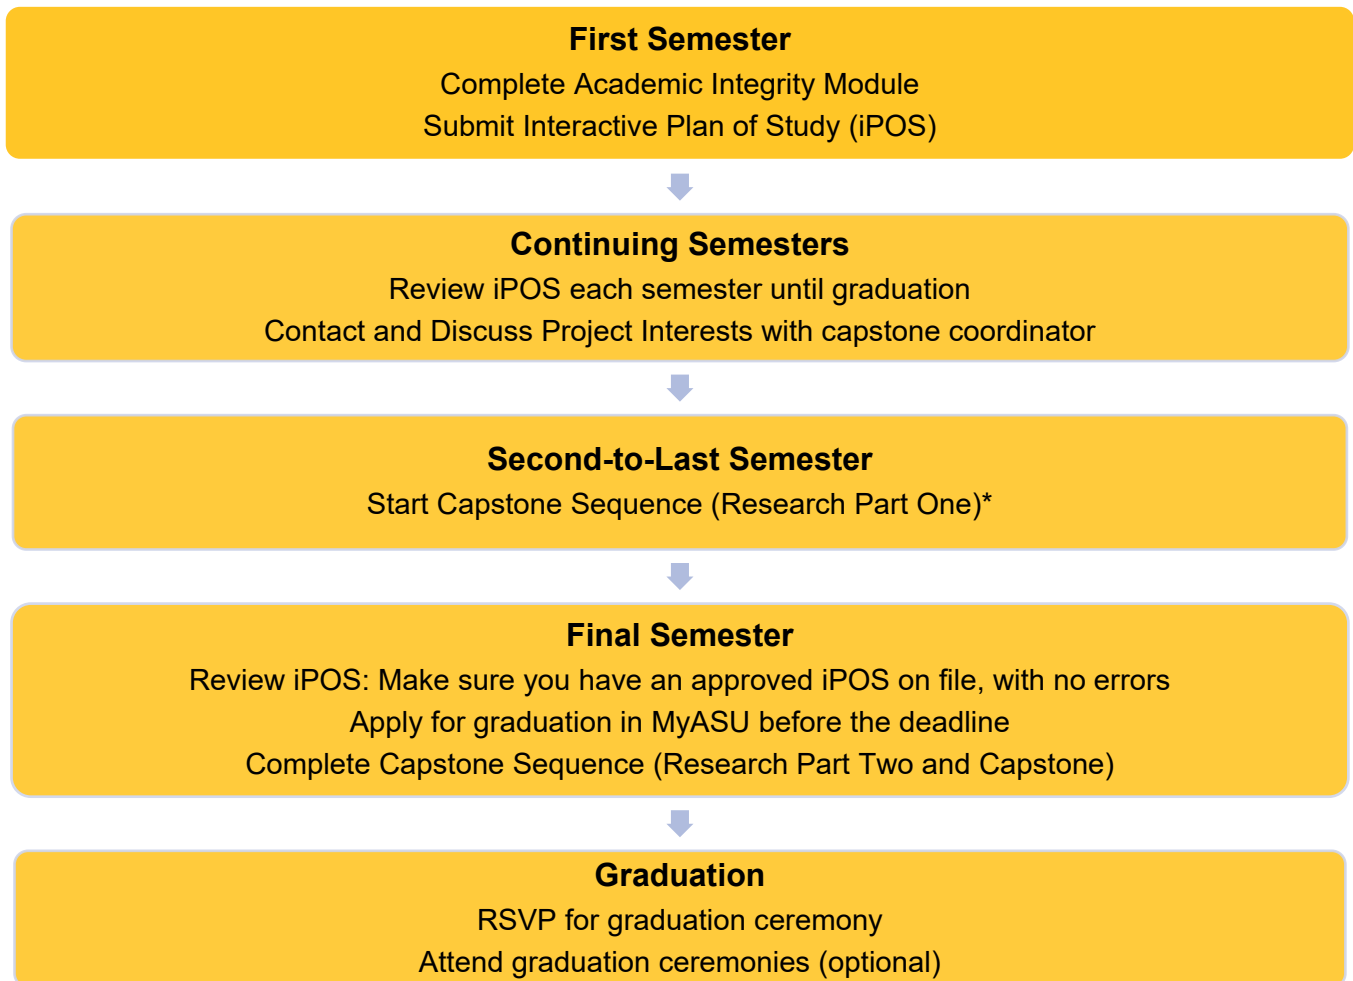 First Semester
Complete Academic Integrity Module
Submit Interactive Plan of Study (iPOS)
Continuing Semesters
Review iPOS each semester until graduation
Contact and Discuss Project Interests with capstone coordinator
Second-to-Last Semester
Start Capstone Sequence (Research Part One)*
Final Semester
Review iPOS: Make sure you have an approved iPOS on file, with no errors
Apply for graduation in MyASU before the deadline
Complete Capstone Sequence (Research Part Two and Capstone)
Graduation
RSVP for graduation ceremony
Attend graduation ceremonies (optional)